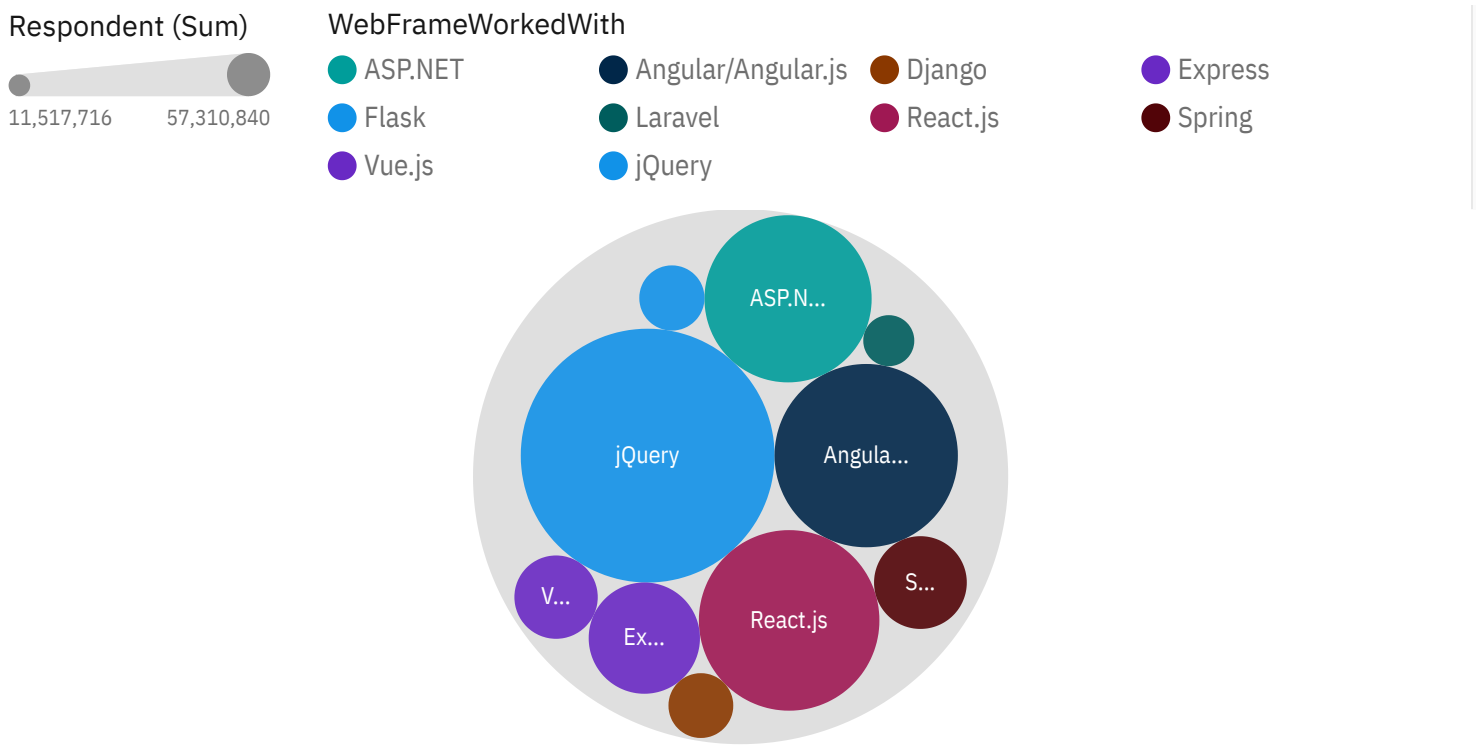 Respondent (Sum)
11,517,716 57,310,840
WebFrameWorkedWith
ASP.NET Angular/Angular.js Django Express
Flask Laravel React.js Spring
Vue.js jQuery
ASP.N...
jQuery
Angula...
S...
V...
React.js
Ex...